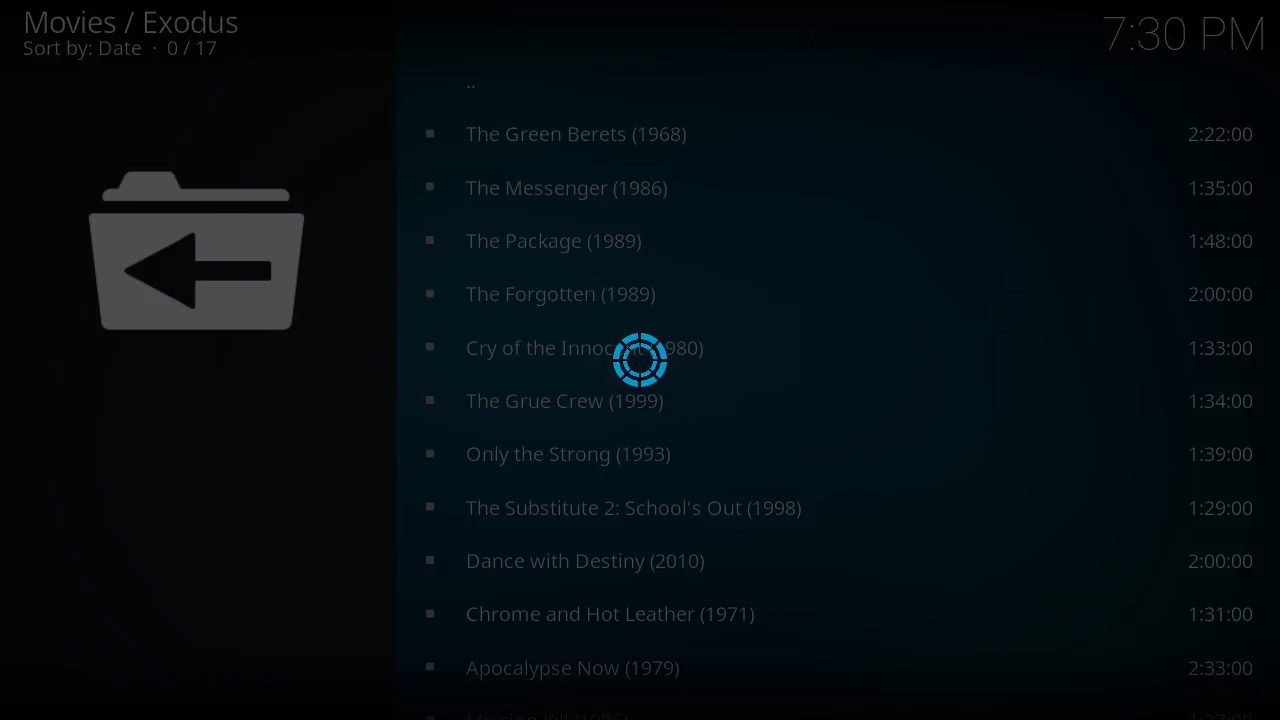 Movies / Exodus
Sort by: Date · 0 / 17
7:30 PM
..
The Green Berets (1968) 2:22:00
The Messenger (1986) 1:35:00
The Package (1989) 1:48:00
The Forgotten (1989) 2:00:00
Cry of the 1:33:00
The Grue Crew (1999) 1:34:00
Only the Strong (1993) 1:39:00
The Substitute 2: School's Out (1998) 1:29:00
Dance with Destiny (2010) 2:00:00
Chrome and Hot Leather (1971) 1:31:00
Apocalypse Now (1979) 2:33:00